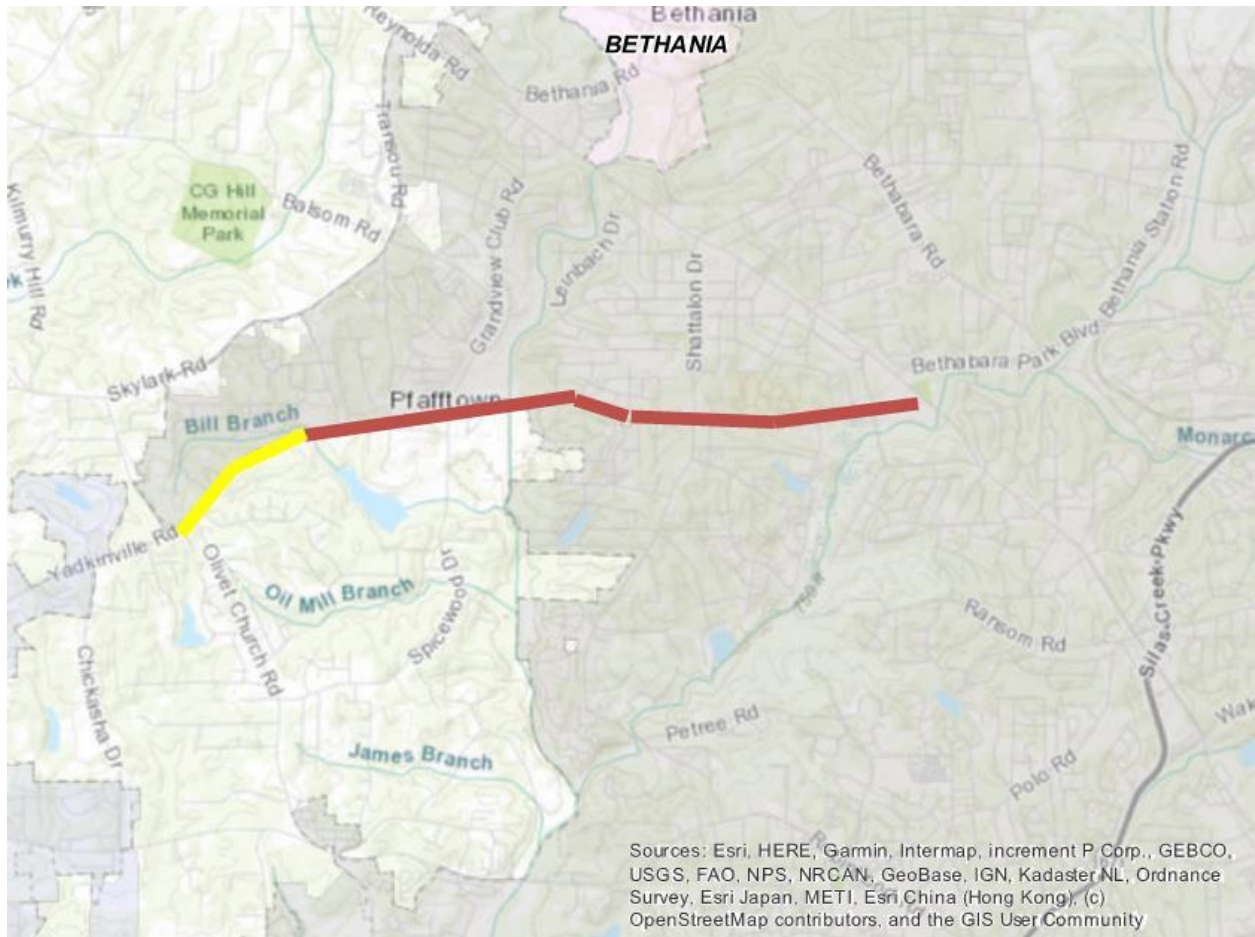 Bethania
BETHANIA
Reynolda Rd
Bethania Rd
Transou Rd
CG Hill
Memorial
Park
Balsom Rd
Kilmurry Hill Rd
Grandview Club Rd
Leinbach Dr
Shattalon Dr
Bethabara Rd
Bethania Station Rd
Bethabara Park Blvd
Skylark Rd
Pfafftown
Bill Branch
Monarc
Yadkinville Rd
Olivet Church Rd
Oil Mill Branch
Spicewood Dr
750 ft
Ransom Rd
Silas Creek Pkwy
Chickasha Dr
Petree Rd
Wak
James Branch
Polo Rd
Sources: Esri, HERE, Garmin, Intermap, increment P Corp., GEBCO,
USGS, FAO, NPS, NRCAN, GeoBase, IGN, Kadaster NL, Ordnance
Survey, Esri Japan, METI, Esri China (Hong Kong), (c)
OpenStreetMap contributors, and the GIS User Community